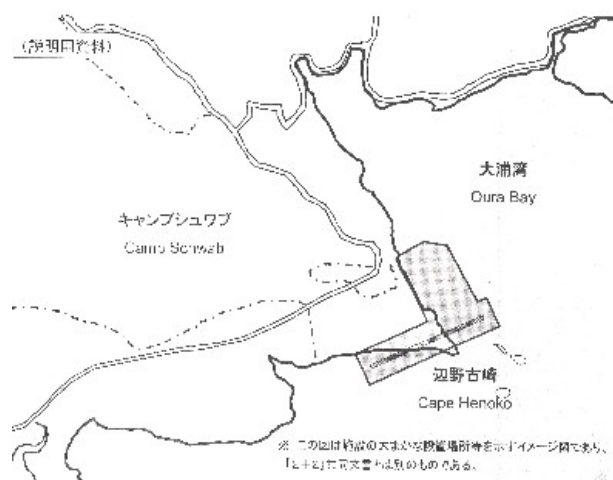 (説明用資料)
大浦湾
Oura Bay
キャンプシュワブ
Camp Schwab
辺野古崎
Cape Henoko
※ この図は施設の大まかな設置場所等を示すイメージ図であり、
「2+2」共同文書とは別のものである。